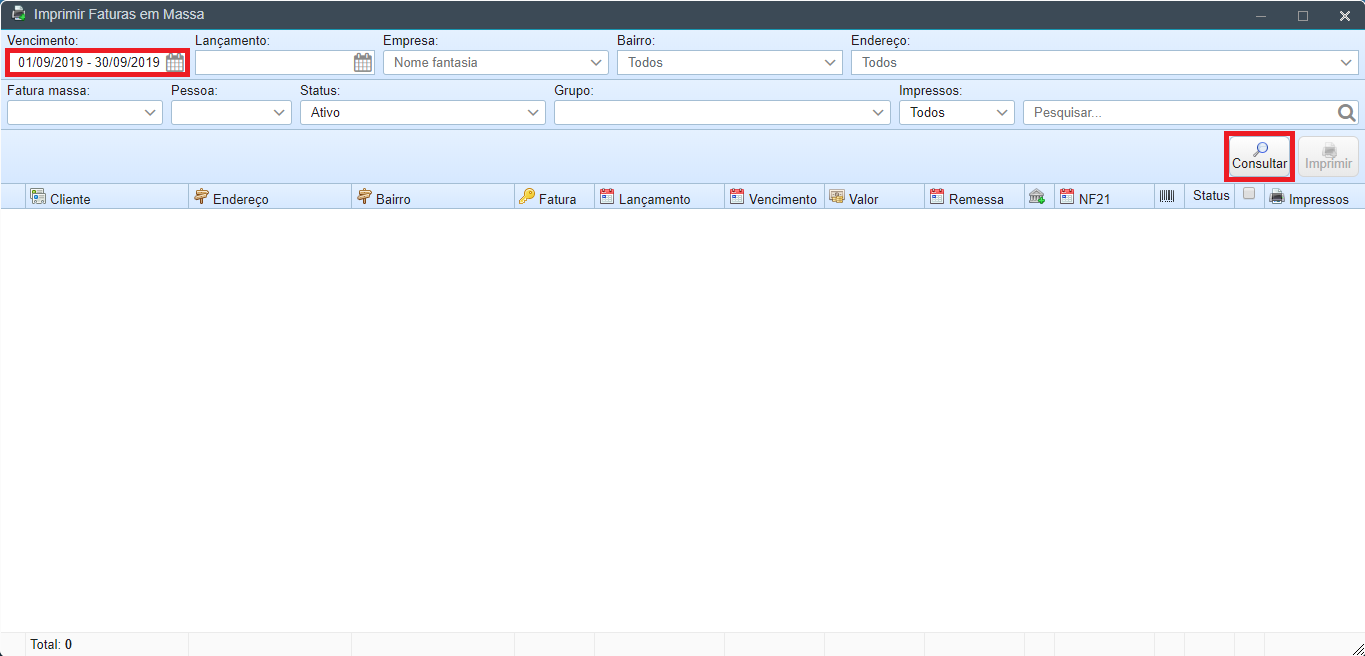 Imprimir Faturas em Massa
Vencimento: Lançamento: Empresa: Bairro: Endereço:
01/09/2019 - 30/09/2019 Nome fantasia Todos Todos
Fatura massa: Pessoa: Status: Grupo: Impressos:
Ativo Todos Pesquisar...
Consultar Imprimir
Cliente Endereço Bairro Fatura Lançamento Vencimento Valor Remessa NF21 Status Impressos
Total: 0